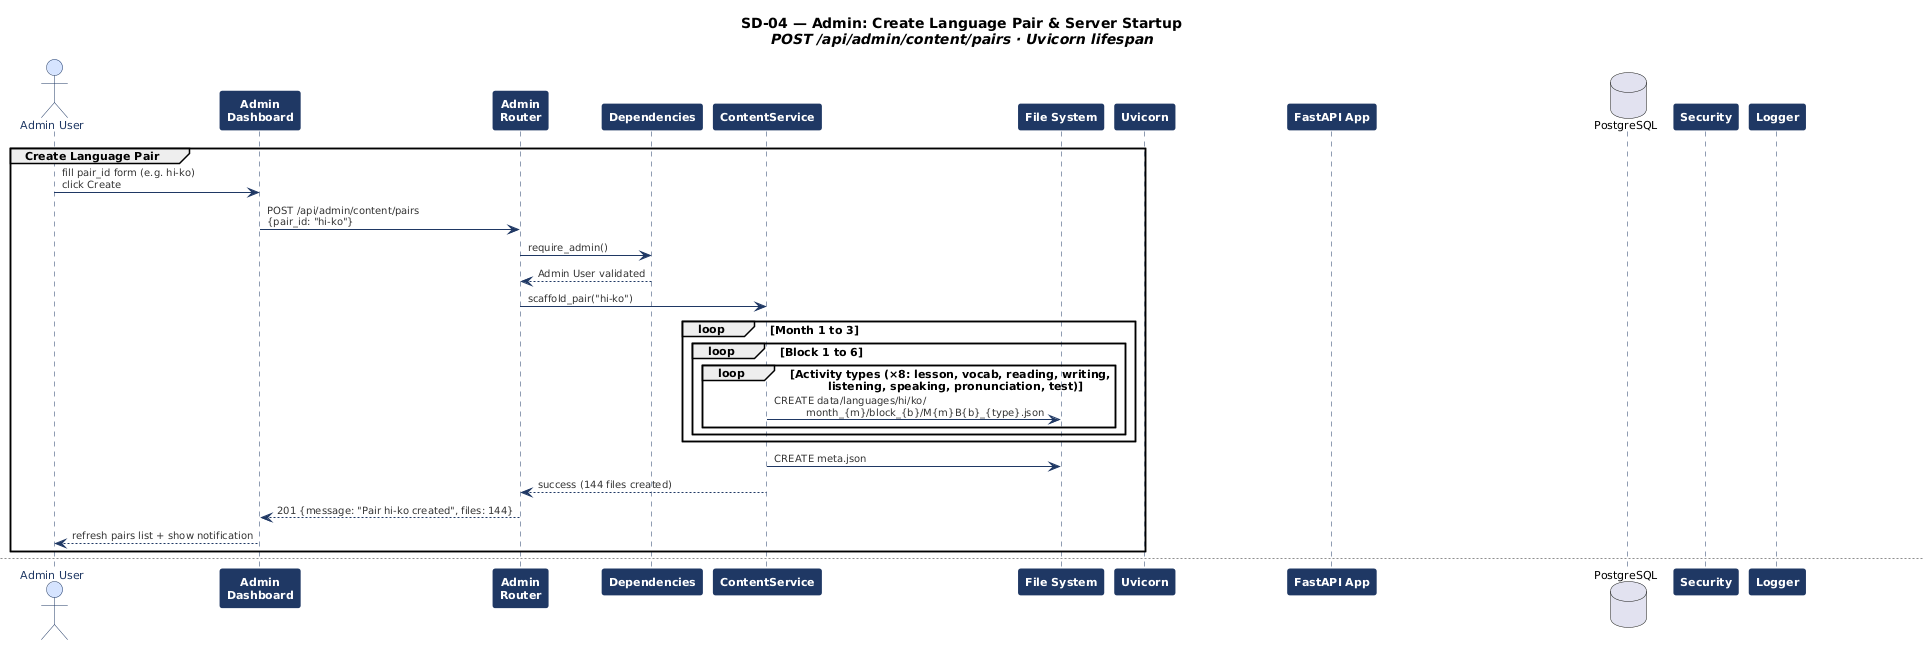 SD-04 — Admin: Create Language Pair & Server Startup
POST /api/admin/content/pairs · Uvicorn lifespan
Admin User
Admin
Dashboard
Admin
Router
Dependencies
ContentService
File System
Uvicorn
FastAPI App
PostgreSQL
Security
Logger
Create Language Pair
fill pair_id form (e.g. hi-ko)
click Create
POST /api/admin/content/pairs
{pair_id: "hi-ko"}
require_admin()
Admin User validated
scaffold_pair("hi-ko")
loop [Month 1 to 3]
loop [Block 1 to 6]
loop [Activity types (×8: lesson, vocab, reading, writing,
listening, speaking, pronunciation, test)]
CREATE data/languages/hi/ko/
month_{m}/block_{b}/M{m}B{b}_{type}.json
CREATE meta.json
success (144 files created)
201 {message: "Pair hi-ko created", files: 144}
refresh pairs list + show notification
Admin User
Admin
Dashboard
Admin
Router
Dependencies
ContentService
File System
Uvicorn
FastAPI App
PostgreSQL
Security
Logger